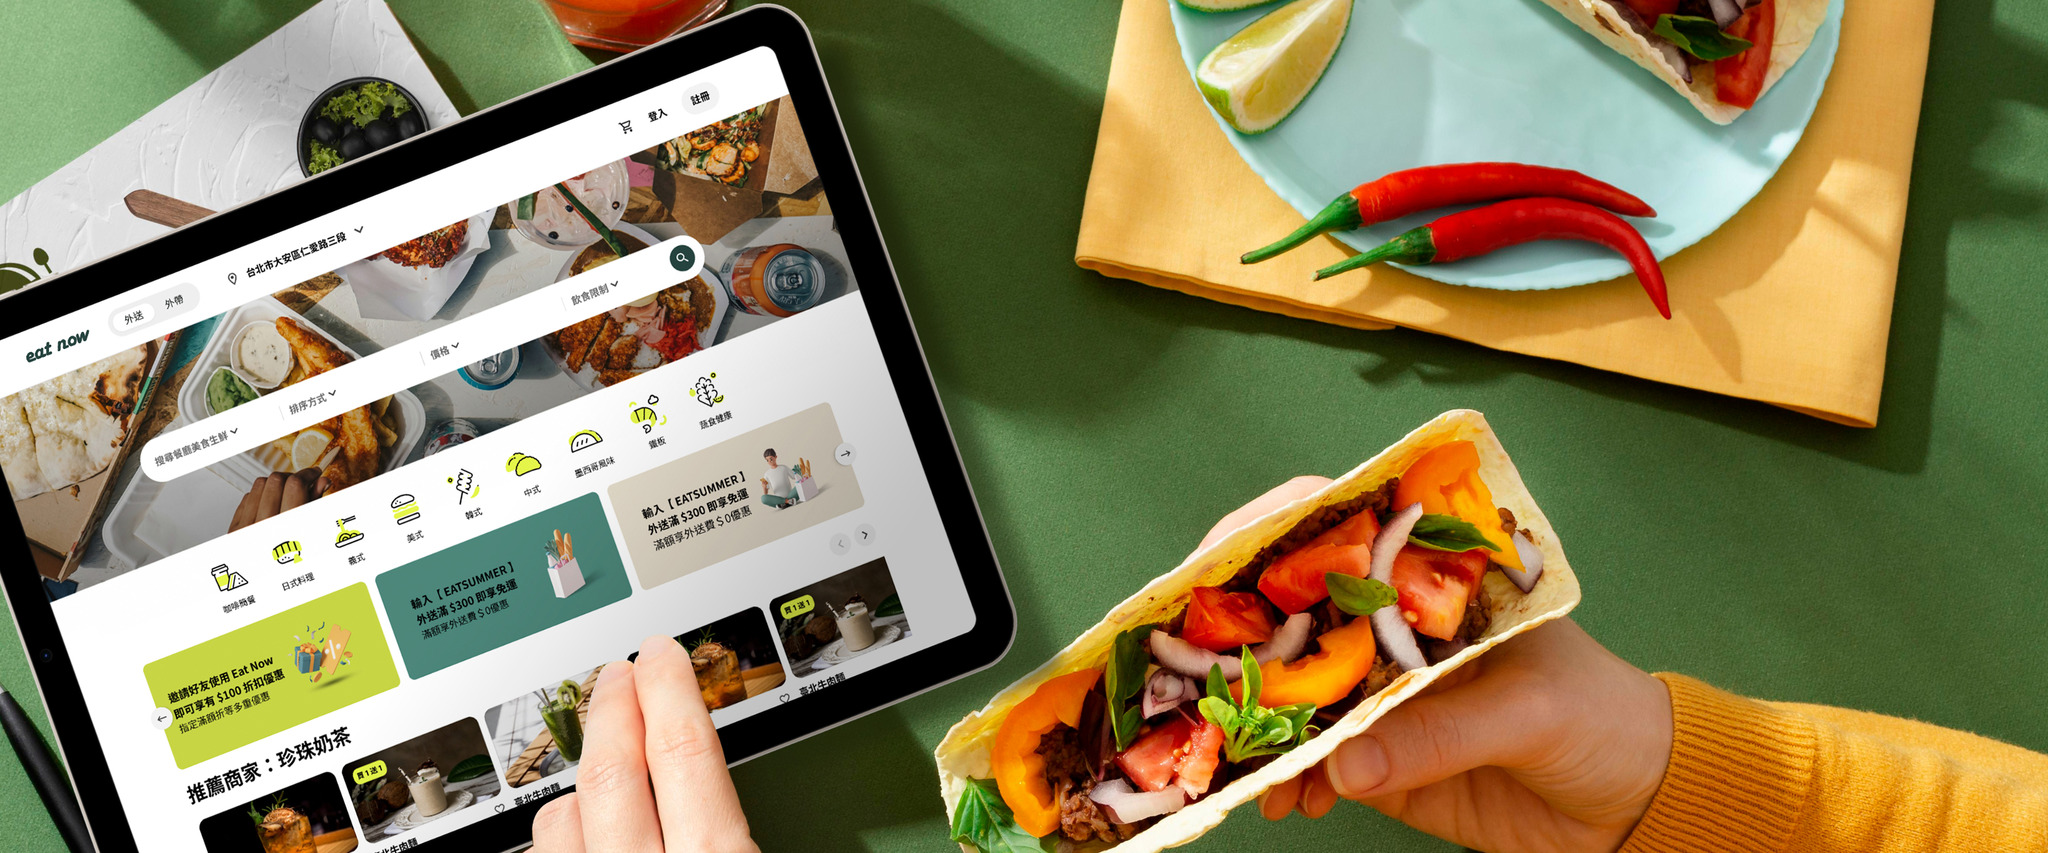 登入
註冊
eat now
外送
外帶
台北市大安區仁愛路三段
搜尋餐廳美食生鮮
排序方式
價格
飲食限制
咖啡簡餐
日式料理
義式
美式
韓式
中式
墨西哥風味
鐵板
蔬食健康
邀請好友使用 Eat Now
即可享有 $100 折扣優惠
指定滿額折等多重優惠
輸入【 EATSUMMER 】
外送滿 $300 即享免運
滿額享外送費 $ 0優惠
輸入【 EATSUMMER 】
外送滿 $300 即享免運
滿額享外送費 $ 0優惠
推薦商家：珍珠奶茶
買 1 送 1
買 1 送 1
臺北牛肉麵
臺北牛肉麵
臺北牛肉麵